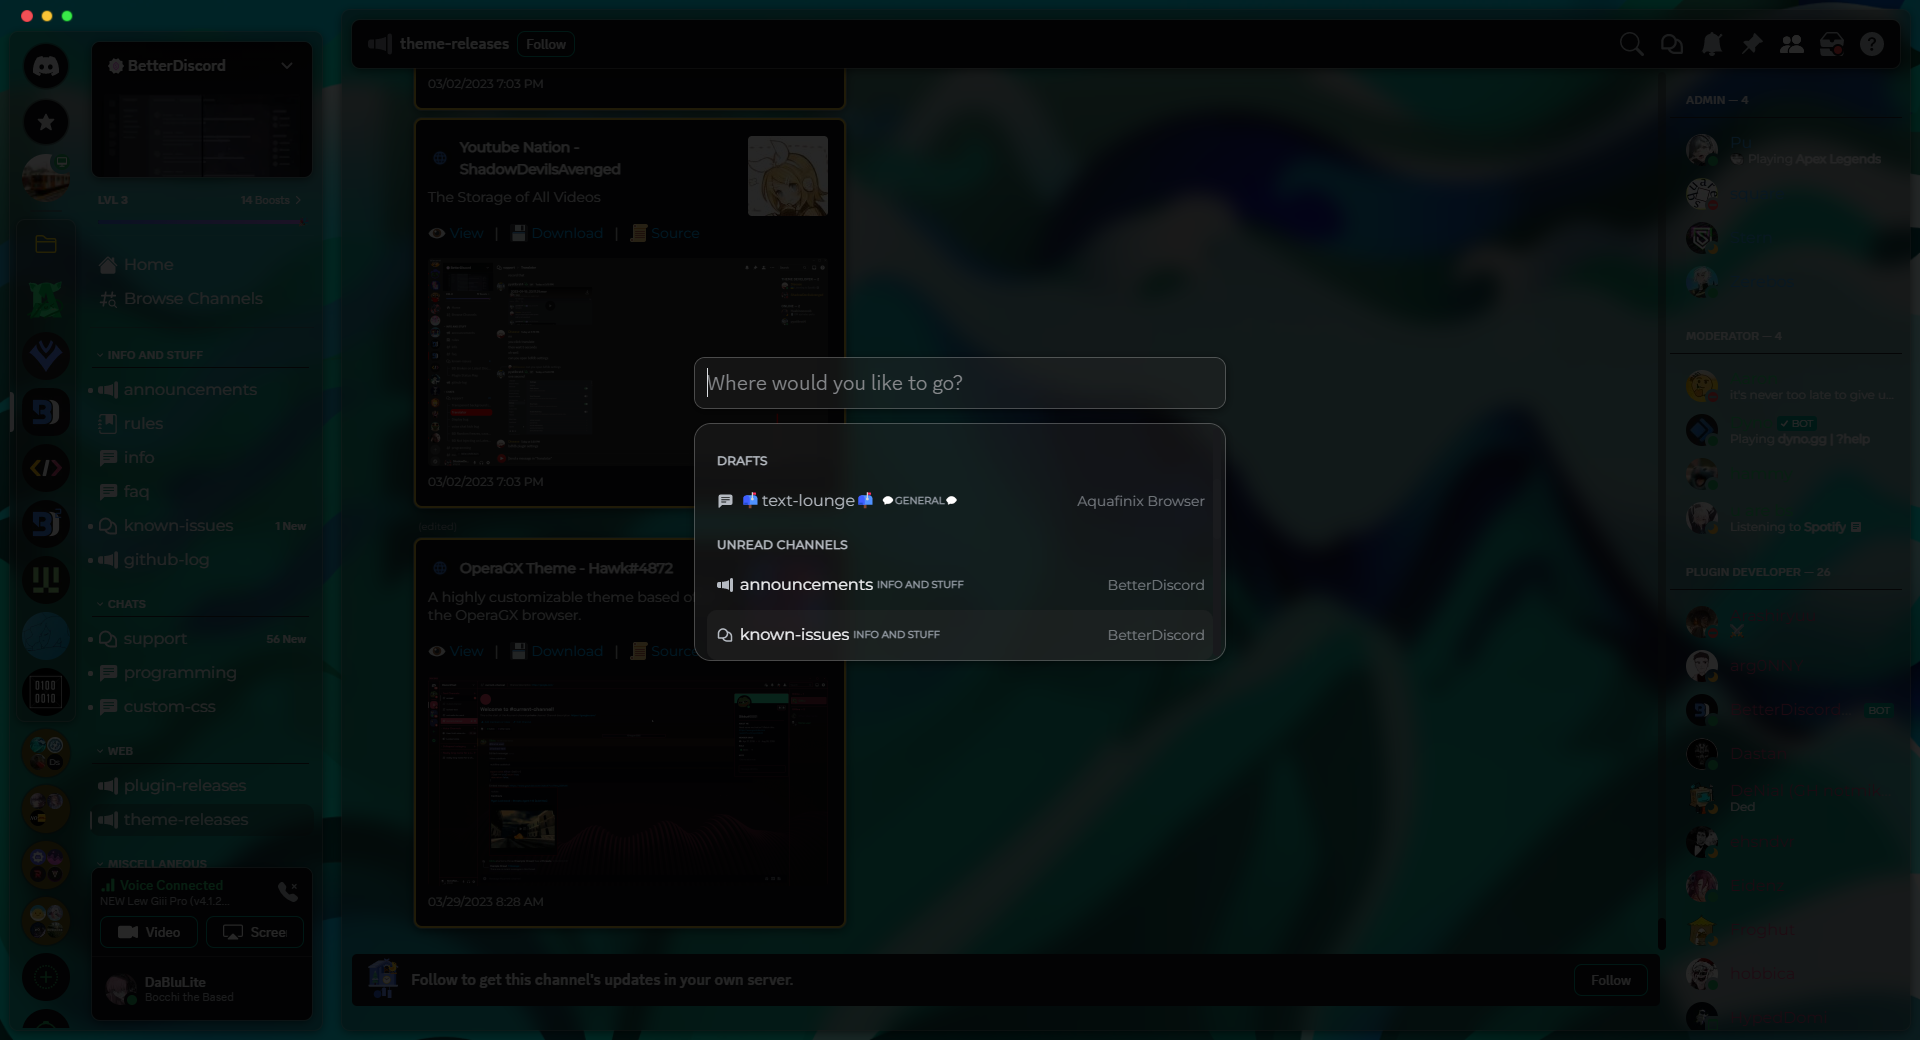 BetterDiscord
LVL 3
14 Boosts
Home
Browse Channels
INFO AND STUFF
announcements
rules
info
faq
known-issues
1 New
github-log
CHATS
support
56 New
programming
custom-css
WEB
plugin-releases
theme-releases
MISCELLANEOUS
Voice Connected
NEW Lew Giii Pro (v4.1.2...
Video
Screen
DaBluLite
Bocchi the Based
theme-releases
Follow
03/02/2023 7:03 PM
Youtube Nation -
ShadowDevilsAvenged
The Storage of All Videos
View | Download | Source
03/02/2023 7:03 PM
(edited)
OperaGX Theme - Hawk#4872
A highly customizable theme based of
the OperaGX browser.
View | Download | Source
03/29/2023 8:28 AM
Follow to get this channel's updates in your own server.
Follow
Where would you like to go?
DRAFTS
📫text-lounge📫 💬GENERAL💬
Aquafinix Browser
UNREAD CHANNELS
announcements INFO AND STUFF
BetterDiscord
known-issues INFO AND STUFF
BetterDiscord
ADMIN — 4
Playing Apex Legends
MODERATOR — 4
it's never too late to give u...
✓ BOT
Playing dyno.gg | ?help
Listening to Spotify
PLUGIN DEVELOPER — 26
BetterDiscord
BOT
Ded